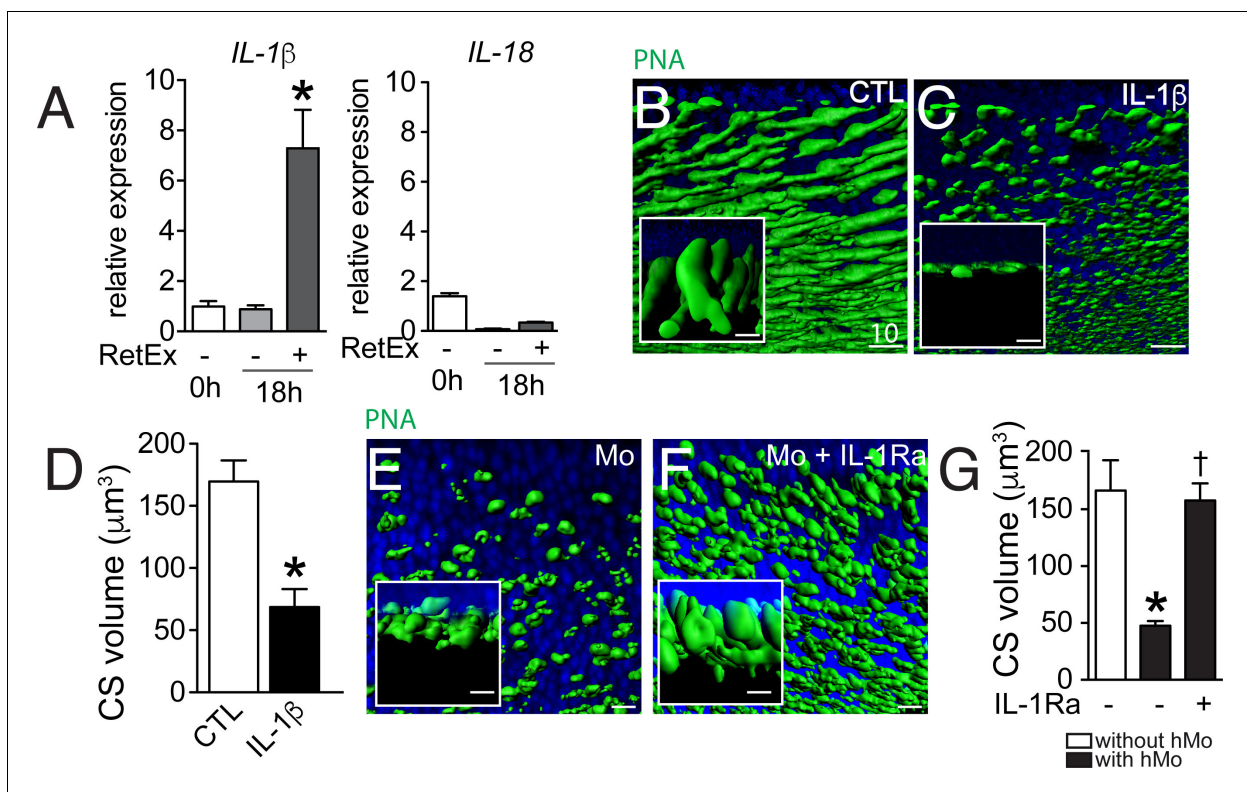 A
IL-1β
relative expression
10
8
6
4
2
0
*
RetEx - - +
0h 18h
IL-18
relative expression
10
8
6
4
2
0
RetEx - - +
0h 18h
PNA
B
CTL
10
C
IL-1β
D
CS volume (μm³)
200
150
100
50
0
*
CTL
IL-1β
PNA
E
Mo
F
Mo + IL-1Ra
G
CS volume (μm³)
200
150
100
50
0
*
†
IL-1Ra - - +
without hMo
with hMo